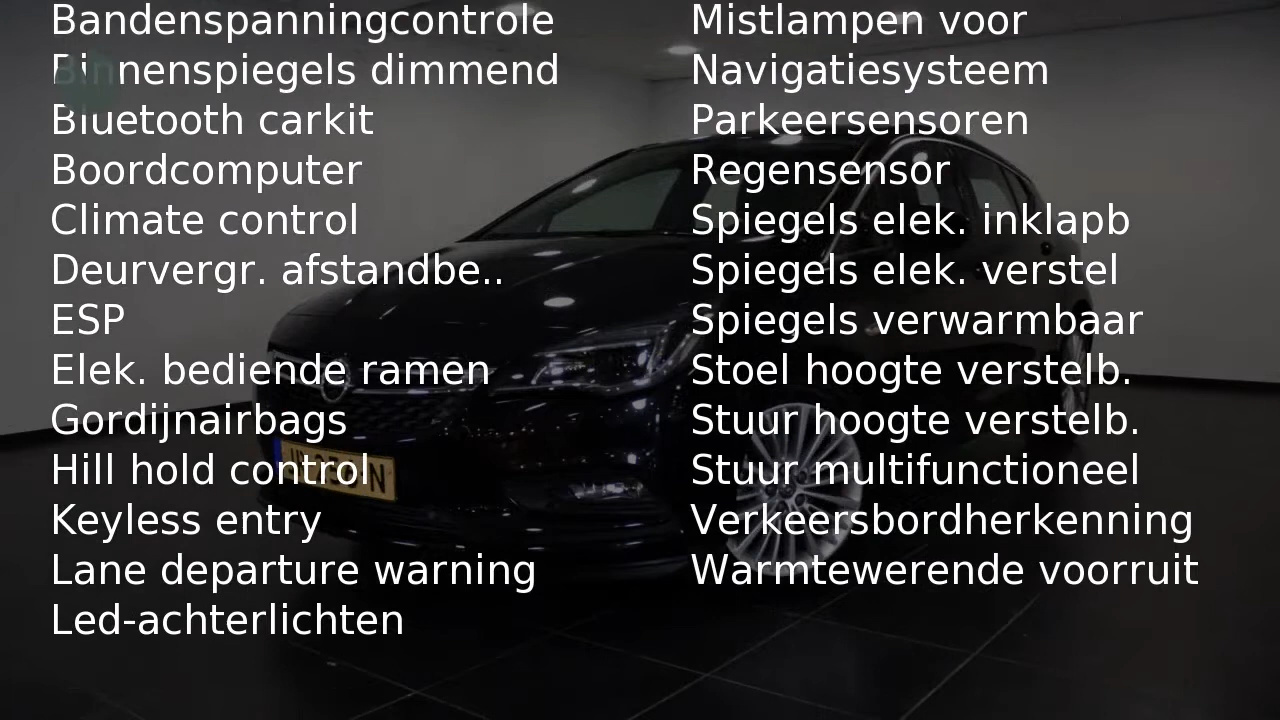 Bandenspanningcontrole
Binnenspiegels dimmend
Bluetooth carkit
Boordcomputer
Climate control
Deurvergr. afstandbe..
ESP
Elek. bediende ramen
Gordijnairbags
Hill hold control
Keyless entry
Lane departure warning
Led-achterlichten
Mistlampen voor
Navigatiesysteem
Parkeersensoren
Regensensor
Spiegels elek. inklapb
Spiegels elek. verstel
Spiegels verwarmbaar
Stoel hoogte verstelb.
Stuur hoogte verstelb.
Stuur multifunctioneel
Verkeersbordherkenning
Warmtewerende voorruit